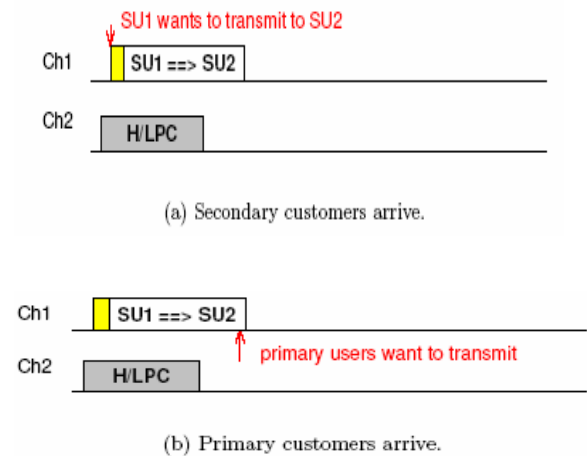 SU1 wants to transmit to SU2
Ch1 SU1 ==> SU2
Ch2 H/LPC
(a) Secondary customers arrive.
Ch1 SU1 ==> SU2
primary users want to transmit
Ch2 H/LPC
(b) Primary customers arrive.